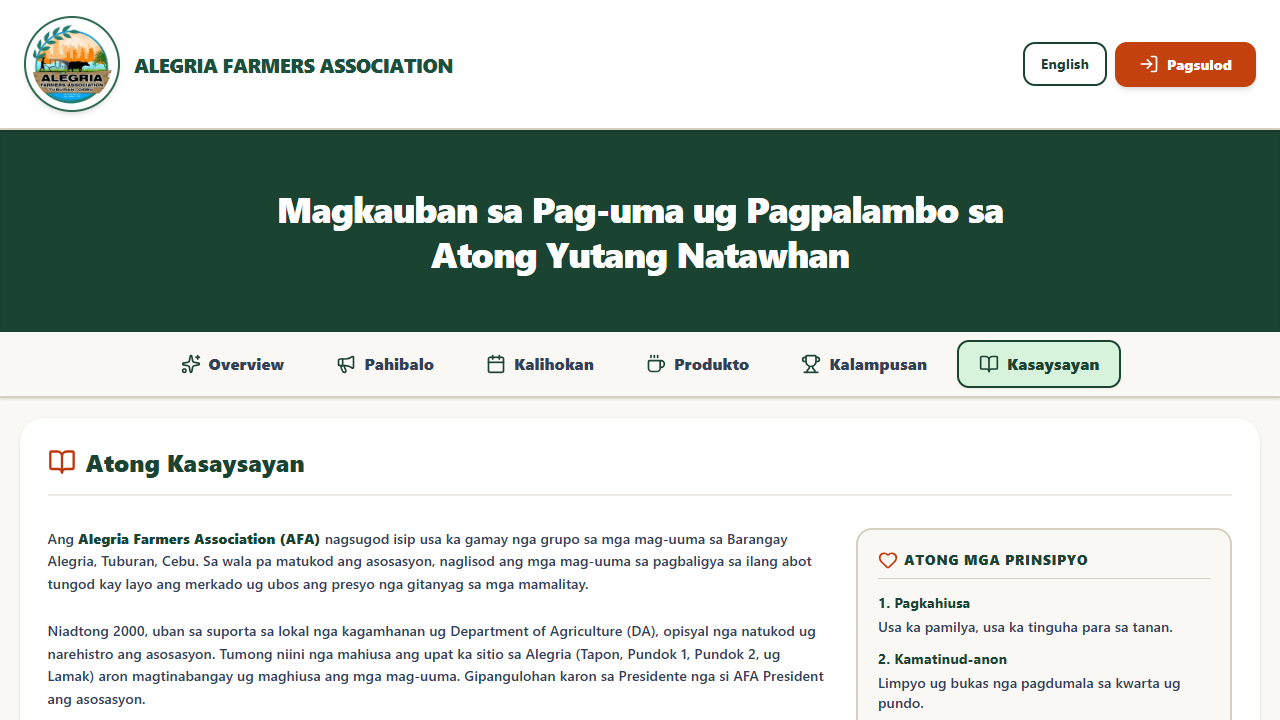 ALEGRIA
FARMERS ASSOCIATION
TUBURAN, CEBU
ALEGRIA FARMERS ASSOCIATION
English
Pagsulod
Magkauban sa Pag-uma ug Pagpalambo sa
Atong Yutang Natawhan
Overview
Pahibalo
Kalihokan
Produkto
Kalampusan
Kasaysayan
Atong Kasaysayan
Ang Alegria Farmers Association (AFA) nagsugod isip usa ka gamay nga grupo sa mga mag-uuma sa Barangay
Alegria, Tuburan, Cebu. Sa wala pa matukod ang asosasyon, naglisod ang mga mag-uuma sa pagbaligya sa ilang abot
tungod kay layo ang merkado ug ubos ang presyo nga gitanyag sa mga mamalitay.
Niadtong 2000, uban sa suporta sa lokal nga kagamhanan ug Department of Agriculture (DA), opisyal nga natukod ug
narehistro ang asosasyon. Tumong niini nga mahiusa ang upat ka sitio sa Alegria (Tapon, Pundok 1, Pundok 2, ug
Lamak) aron magtinabangay ug maghiusa ang mga mag-uuma. Gipangulohan karon sa Presidente nga si AFA President
ang asosasyon.
ATONG MGA PRINSIPYO
1. Pagkahiusa
Usa ka pamilya, usa ka tinguha para sa tanan.
2. Kamatinud-anon
Limpyo ug bukas nga pagdumala sa kwarta ug
pundo.